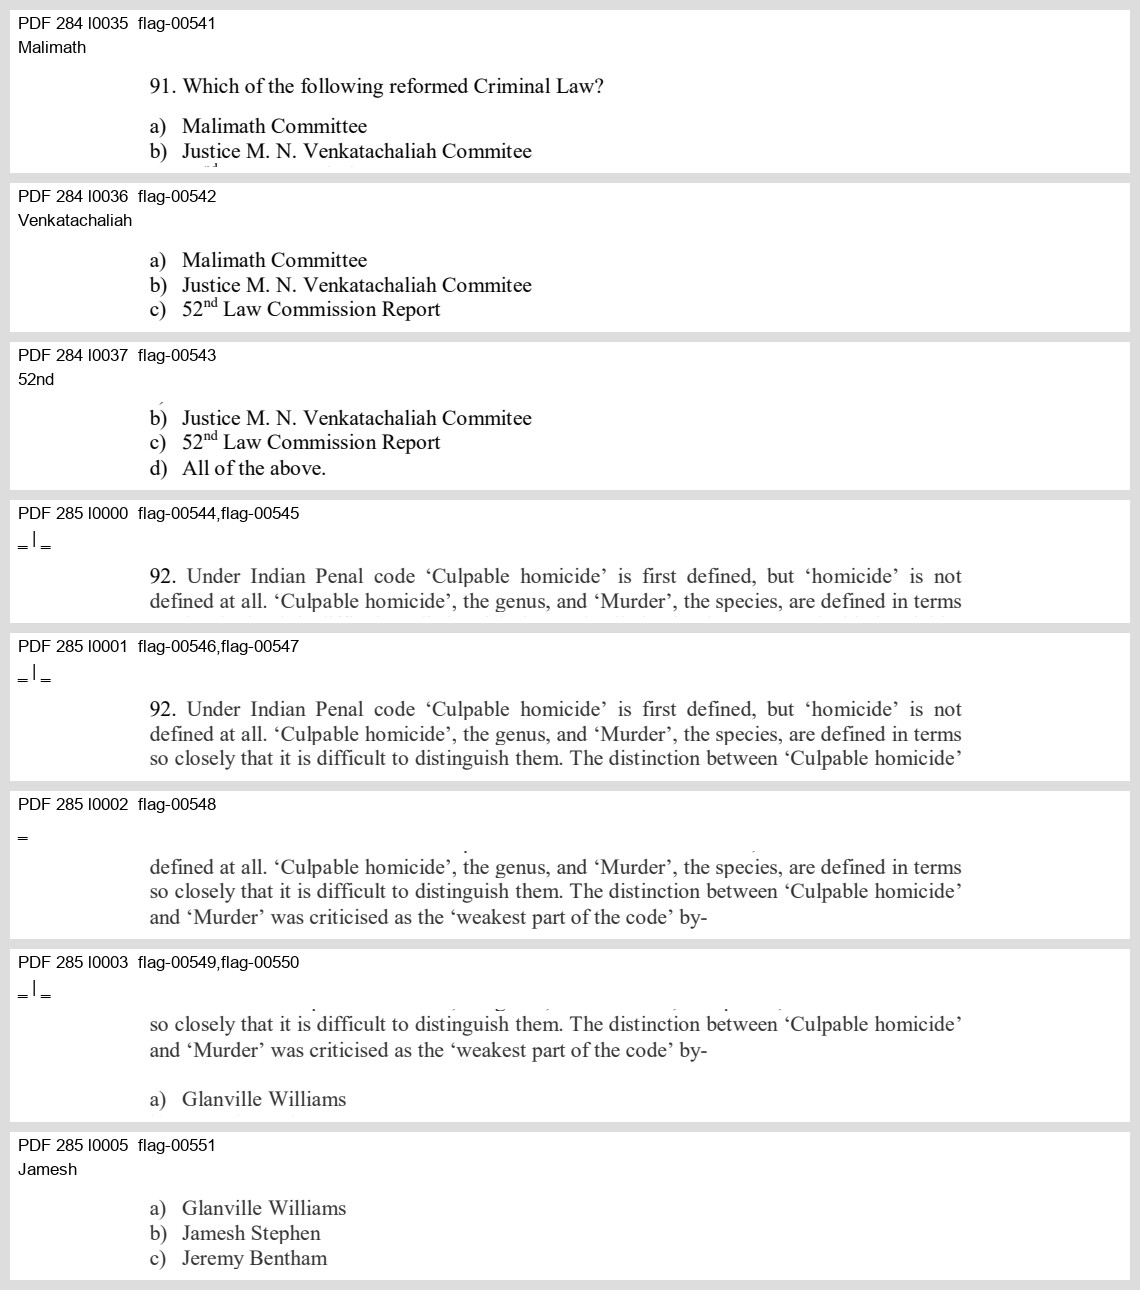 PDF 284 l0035 flag-00541
Malimath
91. Which of the following reformed Criminal Law?
a) Malimath Committee
b) Justice M. N. Venkatachaliah Commitee
PDF 284 l0036 flag-00542
Venkatachaliah
a) Malimath Committee
b) Justice M. N. Venkatachaliah Commitee
c) 52nd Law Commission Report
PDF 284 l0037 flag-00543
52nd
b) Justice M. N. Venkatachaliah Commitee
c) 52nd Law Commission Report
d) All of the above.
PDF 285 l0000 flag-00544,flag-00545
‗ | ‗
92. Under Indian Penal code ‘Culpable homicide’ is first defined, but ‘homicide’ is not
defined at all. ‘Culpable homicide’, the genus, and ‘Murder’, the species, are defined in terms
PDF 285 l0001 flag-00546,flag-00547
‗ | ‗
92. Under Indian Penal code ‘Culpable homicide’ is first defined, but ‘homicide’ is not
defined at all. ‘Culpable homicide’, the genus, and ‘Murder’, the species, are defined in terms
so closely that it is difficult to distinguish them. The distinction between ‘Culpable homicide’
PDF 285 l0002 flag-00548
‗
defined at all. ‘Culpable homicide’, the genus, and ‘Murder’, the species, are defined in terms
so closely that it is difficult to distinguish them. The distinction between ‘Culpable homicide’
and ‘Murder’ was criticised as the ‘weakest part of the code’ by-
PDF 285 l0003 flag-00549,flag-00550
‗ | ‗
so closely that it is difficult to distinguish them. The distinction between ‘Culpable homicide’
and ‘Murder’ was criticised as the ‘weakest part of the code’ by-
a) Glanville Williams
PDF 285 l0005 flag-00551
Jamesh
a) Glanville Williams
b) Jamesh Stephen
c) Jeremy Bentham